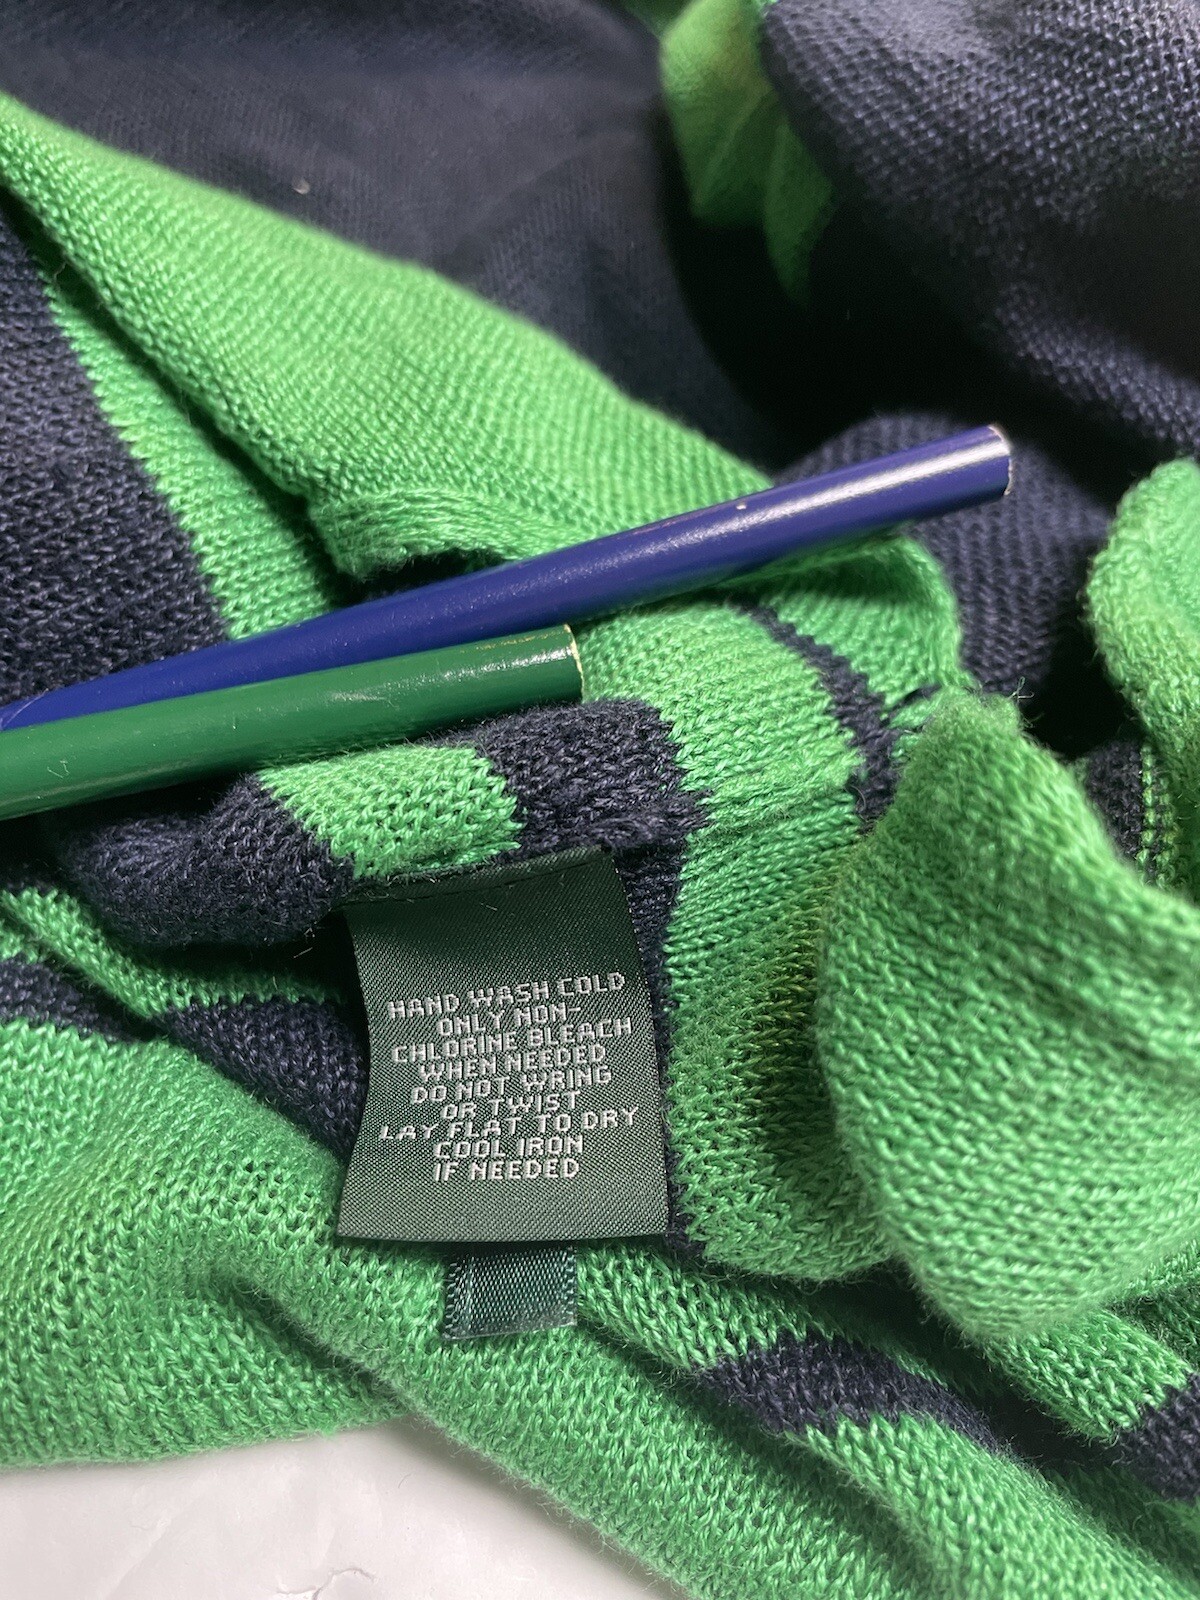 HAND WASH COLD
ONLY NON-
CHLORINE BLEACH
WHEN NEEDED
DO NOT WRING
OR TWIST
LAY FLAT TO DRY
COOL IRON
IF NEEDED